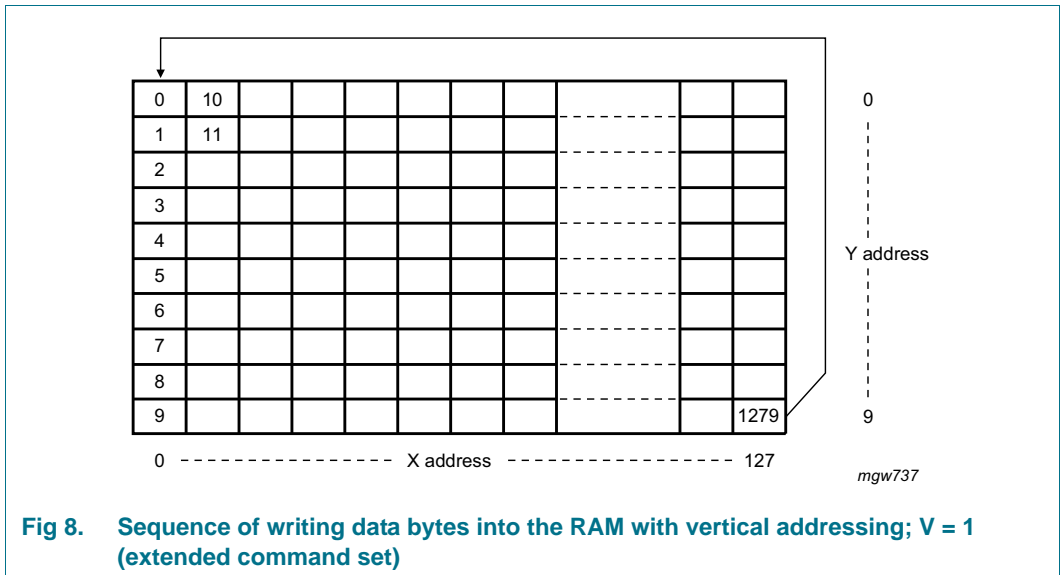 0 10 0
1 11
2
3
4
Y address
5
6
7
8
9 1279 9
0 X address 127
mgw737
Fig 8. Sequence of writing data bytes into the RAM with vertical addressing; V = 1
(extended command set)